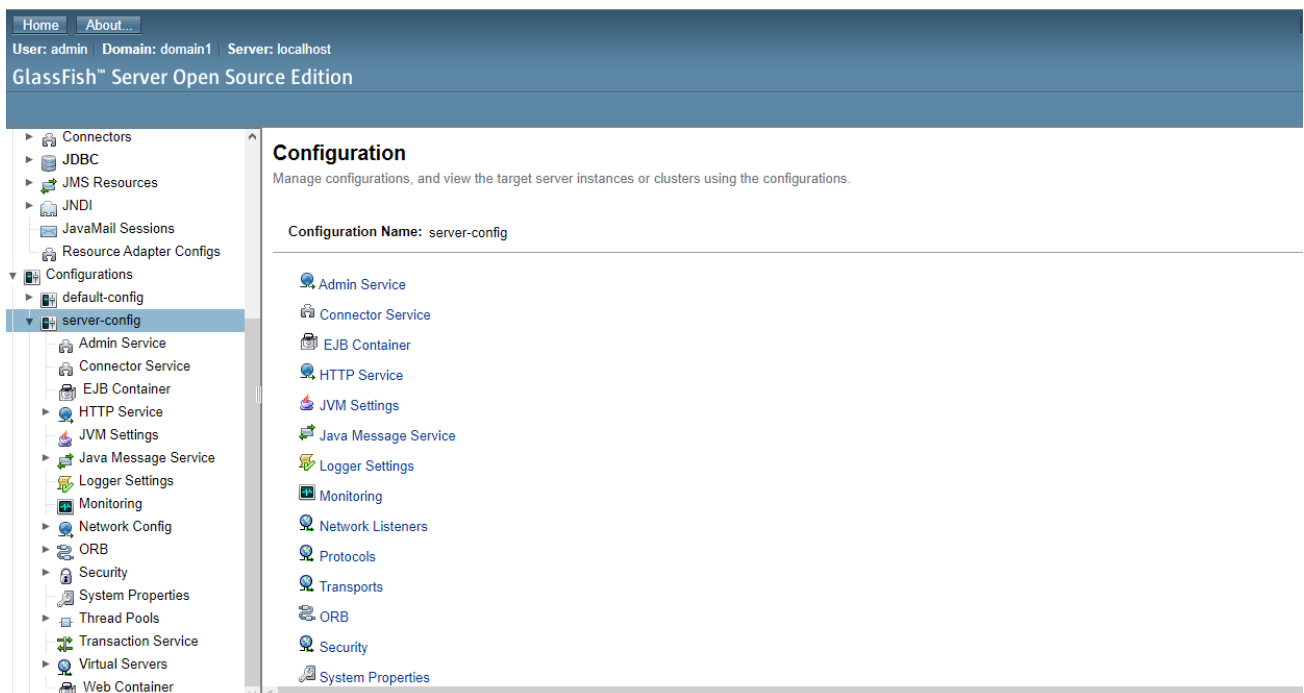 Home About...
User: admin Domain: domain1 Server: localhost
GlassFish™ Server Open Source Edition
Connectors
JDBC
JMS Resources
JNDI
JavaMail Sessions
Resource Adapter Configs
Configurations
default-config
server-config
Admin Service
Connector Service
EJB Container
HTTP Service
JVM Settings
Java Message Service
Logger Settings
Monitoring
Network Config
ORB
Security
System Properties
Thread Pools
Transaction Service
Virtual Servers
Web Container
Configuration
Manage configurations, and view the target server instances or clusters using the configurations.
Configuration Name: server-config
Admin Service
Connector Service
EJB Container
HTTP Service
JVM Settings
Java Message Service
Logger Settings
Monitoring
Network Listeners
Protocols
Transports
ORB
Security
System Properties